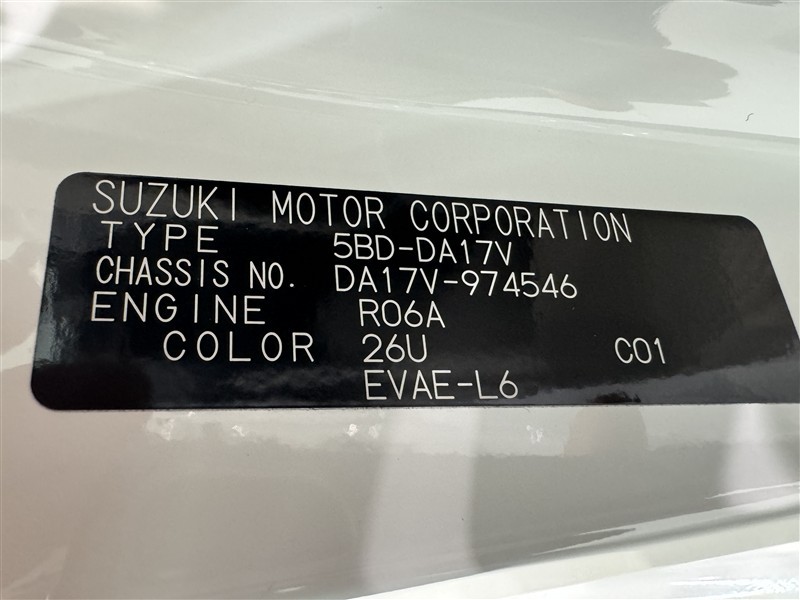 SUZUKI MOTOR CORPORATION
TYPE 5BD-DA17V
CHASSIS NO. DA17V-974546
ENGINE R06A
COLOR 26U C01
EVAE-L6